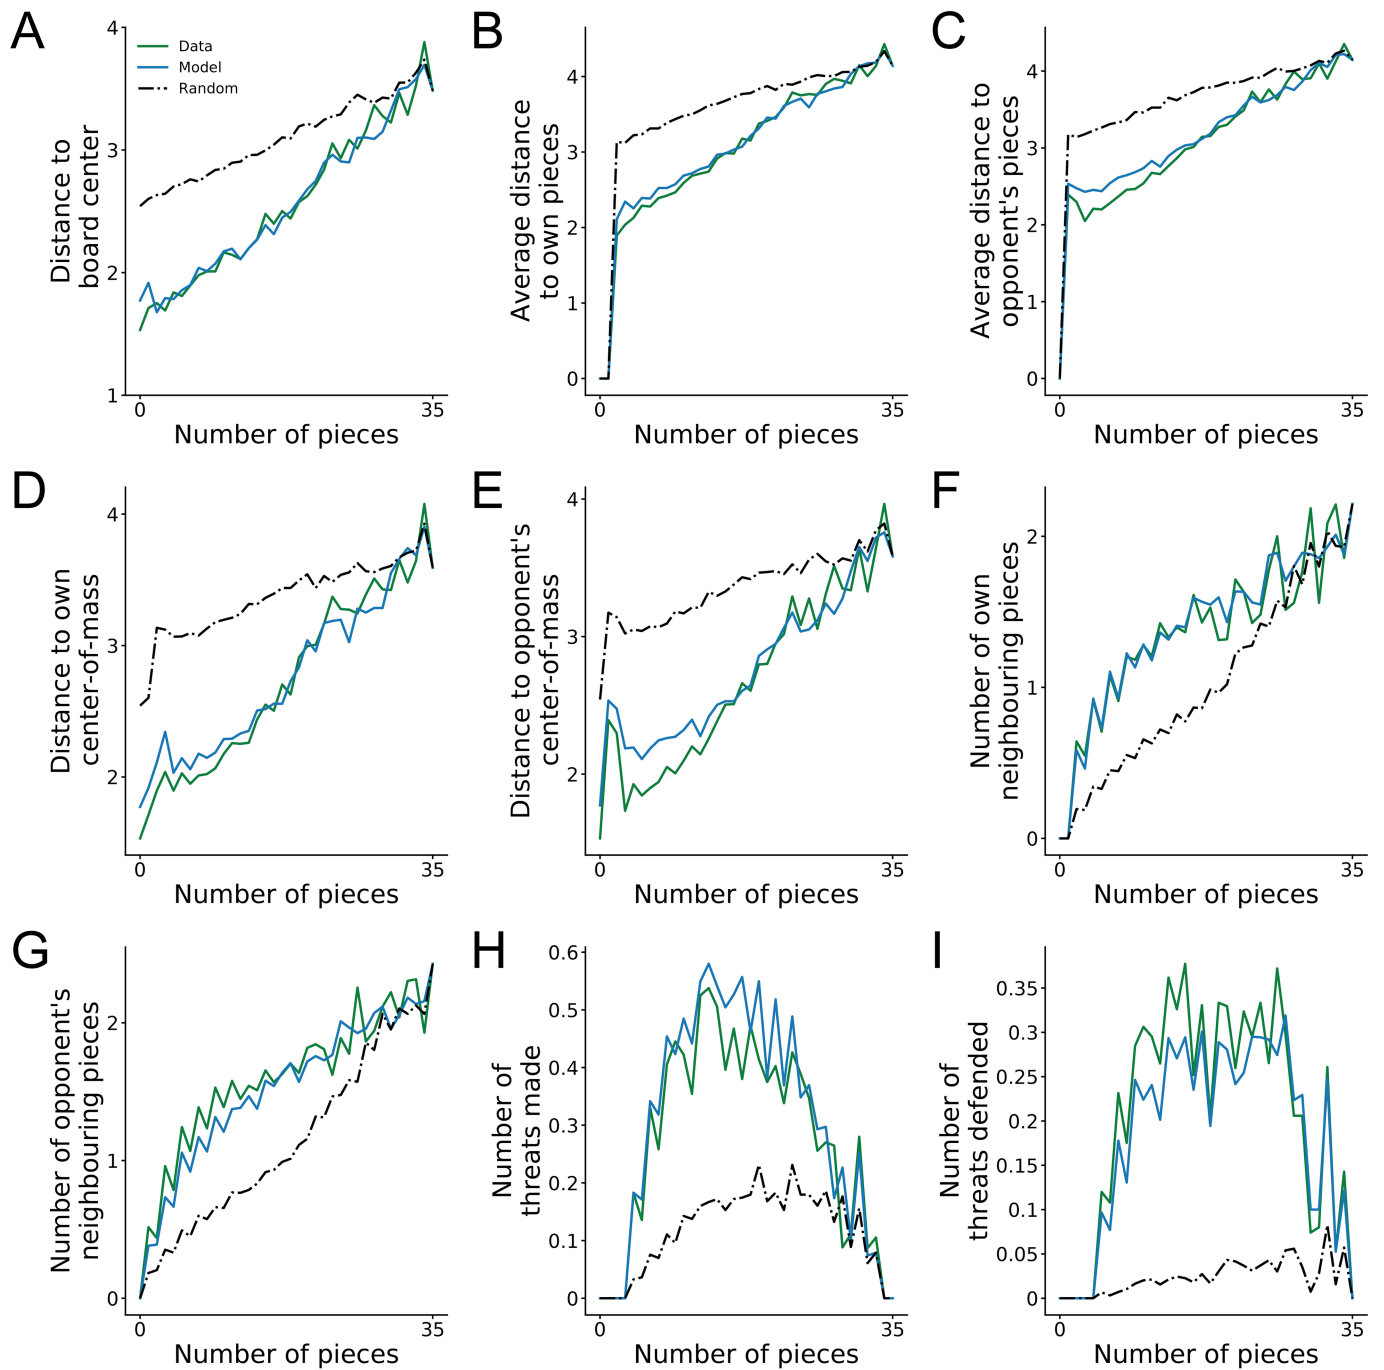 A
4
3
2
1
0
35
Data
Model
Random
Distance to
board center
Number of pieces
B
4
3
2
1
0
0
35
Average distance
to own pieces
Number of pieces
C
4
3
2
1
0
0
35
Average distance to
opponent's pieces
Number of pieces
D
4
3
2
0
35
Distance to own
center-of-mass
Number of pieces
E
4
3
2
0
35
Distance to opponent's
center-of-mass
Number of pieces
F
2
1
0
0
35
Number of own
neighbouring pieces
Number of pieces
G
2
1
0
0
35
Number of opponent's
neighbouring pieces
Number of pieces
H
0.6
0.5
0.4
0.3
0.2
0.1
0
0
35
Number of
threats made
Number of pieces
I
0.35
0.3
0.25
0.2
0.15
0.1
0.05
0
0
35
Number of
threats defended
Number of pieces